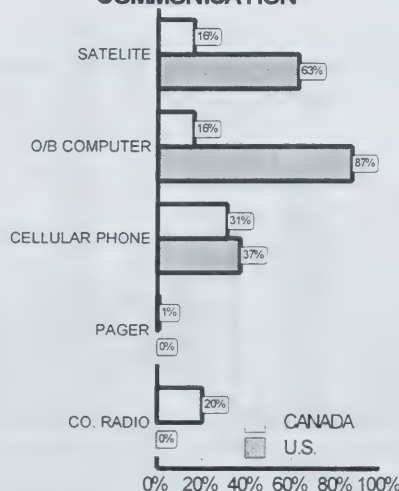 COMMUNICATION
16%
SATELITE
63%
16%
O/B COMPUTER
87%
31%
CELLULAR PHONE
37%
1%
PAGER
0%
20%
CO. RADIO
0%
CANADA
U.S.
0% 20% 40% 60% 80% 100%